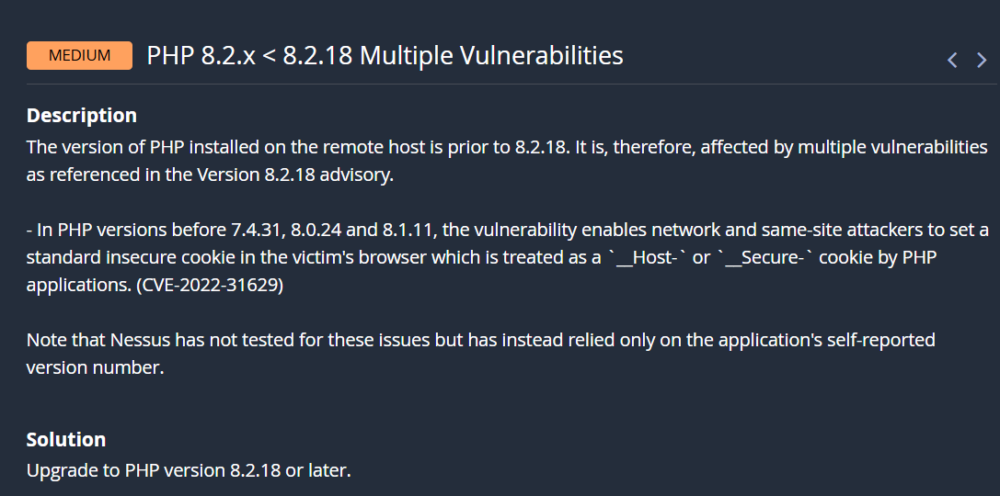 MEDIUM PHP 8.2.x < 8.2.18 Multiple Vulnerabilities
Description
The version of PHP installed on the remote host is prior to 8.2.18. It is, therefore, affected by multiple vulnerabilities
as referenced in the Version 8.2.18 advisory.
- In PHP versions before 7.4.31, 8.0.24 and 8.1.11, the vulnerability enables network and same-site attackers to set a
standard insecure cookie in the victim's browser which is treated as a `__Host-` or `__Secure-` cookie by PHP
applications. (CVE-2022-31629)
Note that Nessus has not tested for these issues but has instead relied only on the application's self-reported
version number.
Solution
Upgrade to PHP version 8.2.18 or later.